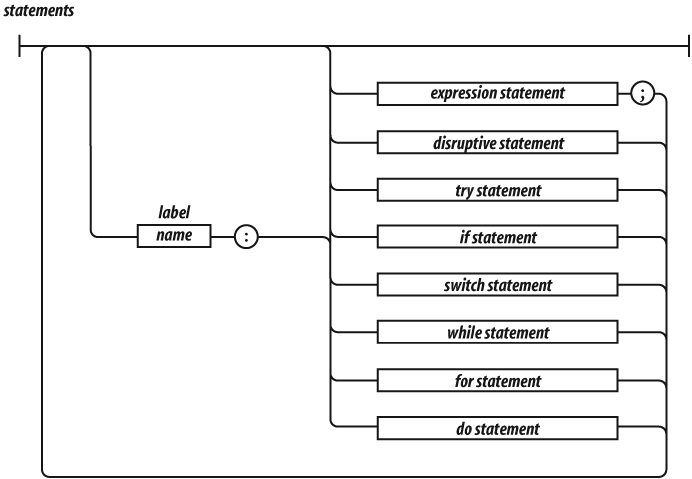 statements
expression statement ;
disruptive statement
try statement
label
name :
if statement
switch statement
while statement
for statement
do statement